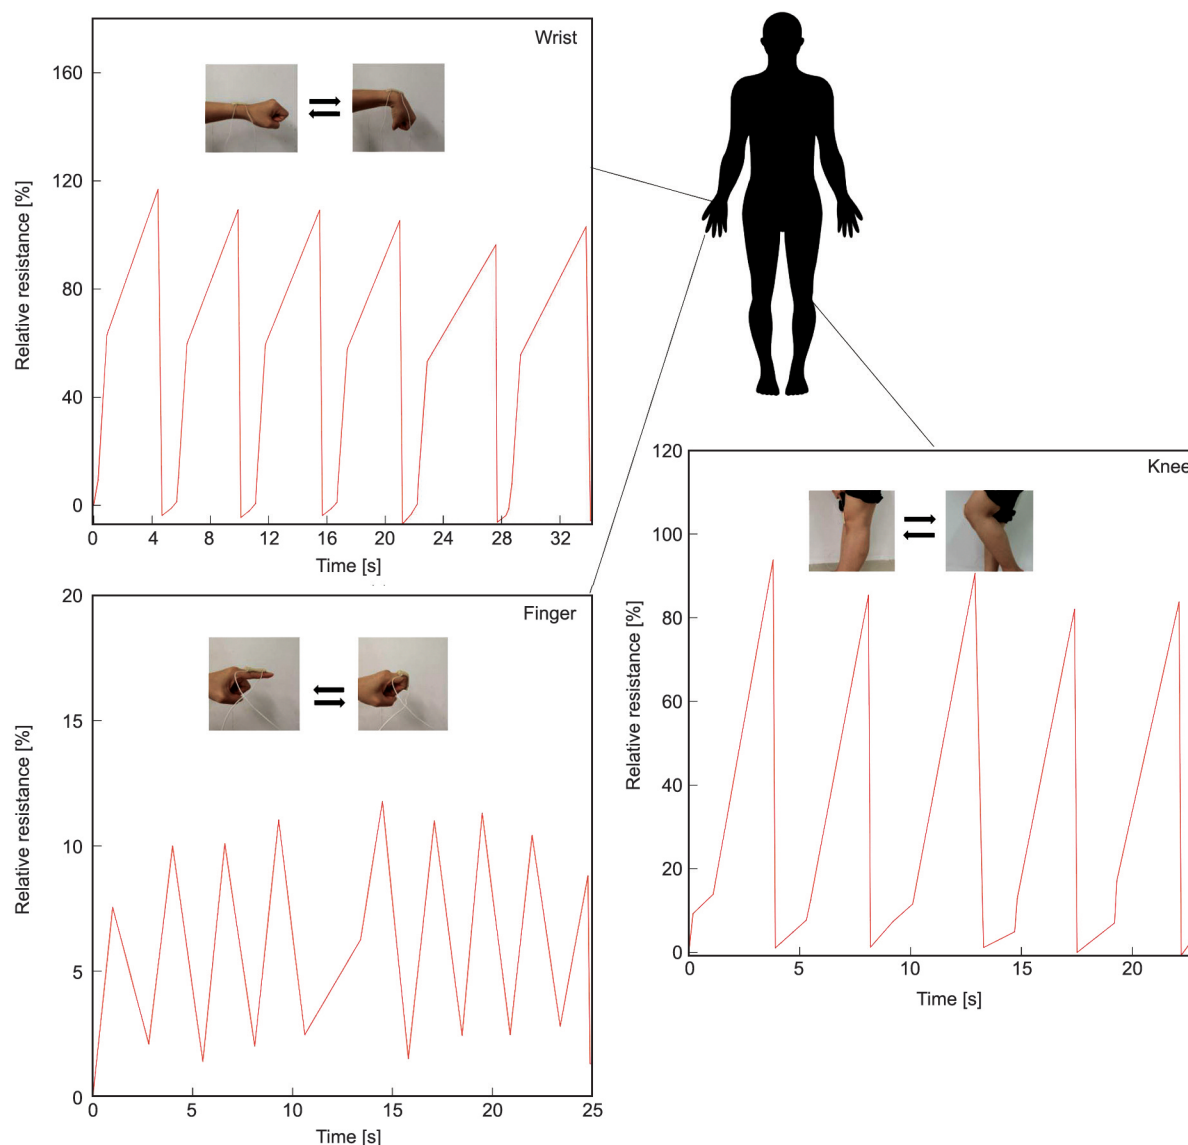 Wrist
160
120
80
40
0
Relative resistance [%]
0 4 8 12 16 20 24 28 32
Time [s]
Finger
20
15
10
5
0
Relative resistance [%]
0 5 10 15 20 25
Time [s]
Knee
120
100
80
60
40
20
0
Relative resistance [%]
0 5 10 15 20
Time [s]